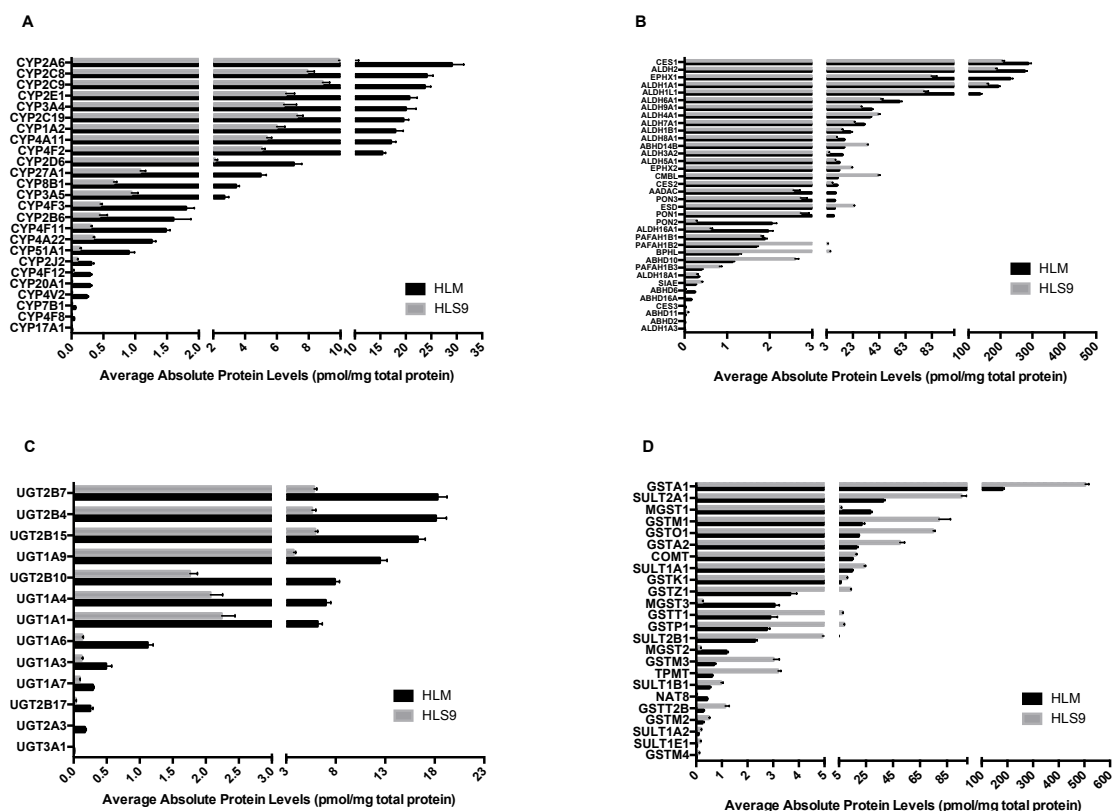 A
CYP2A6
CYP2C8
CYP2C9
CYP2E1
CYP3A4
CYP2C19
CYP1A2
CYP4A11
CYP4F2
CYP2D6
CYP27A1
CYP8B1
CYP3A5
CYP4F3
CYP2B6
CYP4F11
CYP4A22
CYP51A1
CYP2J2
CYP4F12
CYP20A1
CYP4V2
CYP7B1
CYP4F8
CYP17A1
HLM
HLS9
0.0 0.5 1.0 1.5 2.0 2 4 6 8 10 10 15 20 25 30 35
Average Absolute Protein Levels (pmol/mg total protein)
B
CES1
ALDH2
EPHX1
ALDH1A1
ALDH1L1
ALDH6A1
ALDH9A1
ALDH4A1
ALDH7A1
ALDH1B1
ALDH8A1
ABHD14B
ALDH3A2
ALDH5A1
EPHX2
CMBL
CES2
AADAC
PON3
ESD
PON1
PON2
ALDH16A1
PAFAH1B1
PAFAH1B2
BPHL
ABHD10
PAFAH1B3
ALDH18A1
SIAE
ABHD6
ABHD16A
CES3
ABHD11
ABHD2
ALDH1A3
HLM
HLS9
0 1 2 3 3 23 43 63 83 100 200 300 400 500
Average Absolute Protein Levels (pmol/mg total protein)
C
UGT2B7
UGT2B4
UGT2B15
UGT1A9
UGT2B10
UGT1A4
UGT1A1
UGT1A6
UGT1A3
UGT1A7
UGT2B17
UGT2A3
UGT3A1
HLM
HLS9
0.0 0.5 1.0 1.5 2.0 2.5 3.0 3 8 13 18 23
Average Absolute Protein Levels (pmol/mg total protein)
D
GSTA1
SULT2A1
MGST1
GSTM1
GSTO1
GSTA2
COMT
SULT1A1
GSTK1
GSTZ1
MGST3
GSTT1
GSTP1
SULT2B1
MGST2
GSTM3
TPMT
SULT1B1
NAT8
GSTT2B
GSTM2
SULT1A2
SULT1E1
GSTM4
HLM
HLS9
0 1 2 3 4 5 5 25 45 65 85 100 200 300 400 500 600
Average Absolute Protein Levels (pmol/mg total protein)